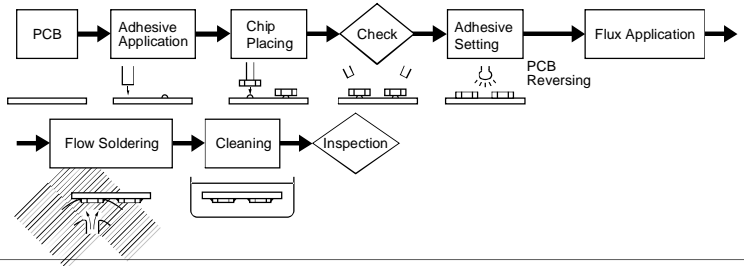 PCB
Adhesive
Application
Chip
Placing
Check
Adhesive
Setting
PCB
Reversing
Flux Application
Flow Soldering
Cleaning
Inspection